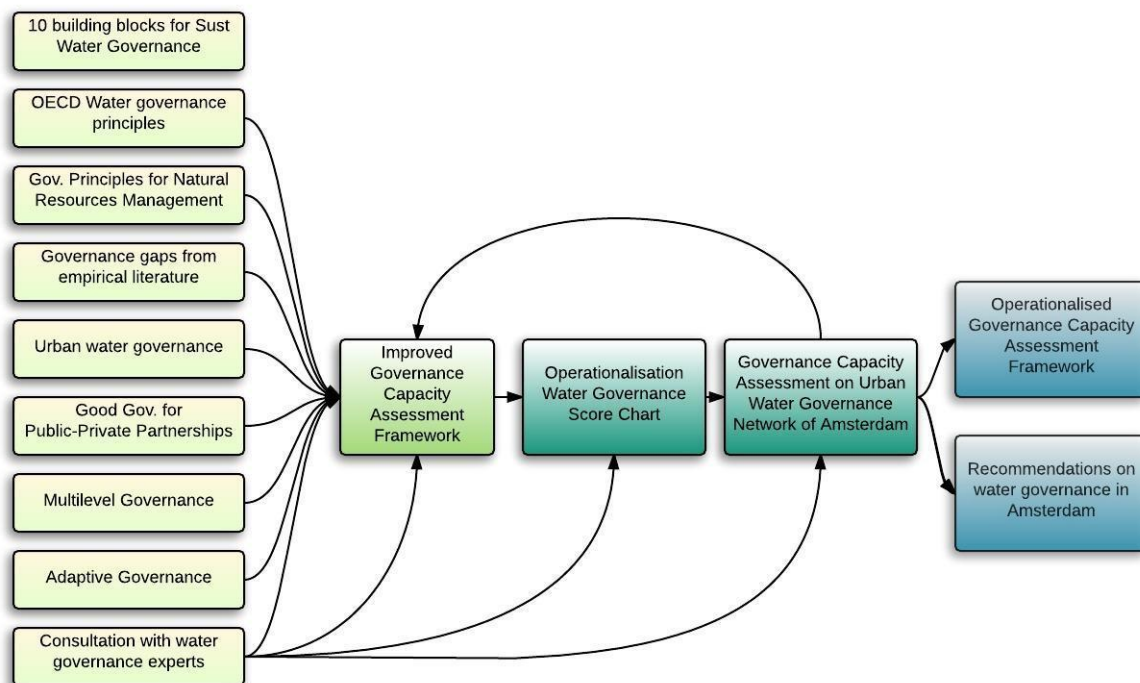 10 building blocks for Sust
Water Governance
OECD Water governance
principles
Gov. Principles for Natural
Resources Management
Governance gaps from
empirical literature
Urban water governance
Good Gov. for
Public-Private Partnerships
Multilevel Governance
Adaptive Governance
Consultation with water
governance experts
Improved
Governance
Capacity
Assessment
Framework
Operationalisation
Water Governance
Score Chart
Governance Capacity
Assessment on Urban
Water Governance
Network of Amsterdam
Operationalised
Governance Capacity
Assessment
Framework
Recommendations on
water governance in
Amsterdam